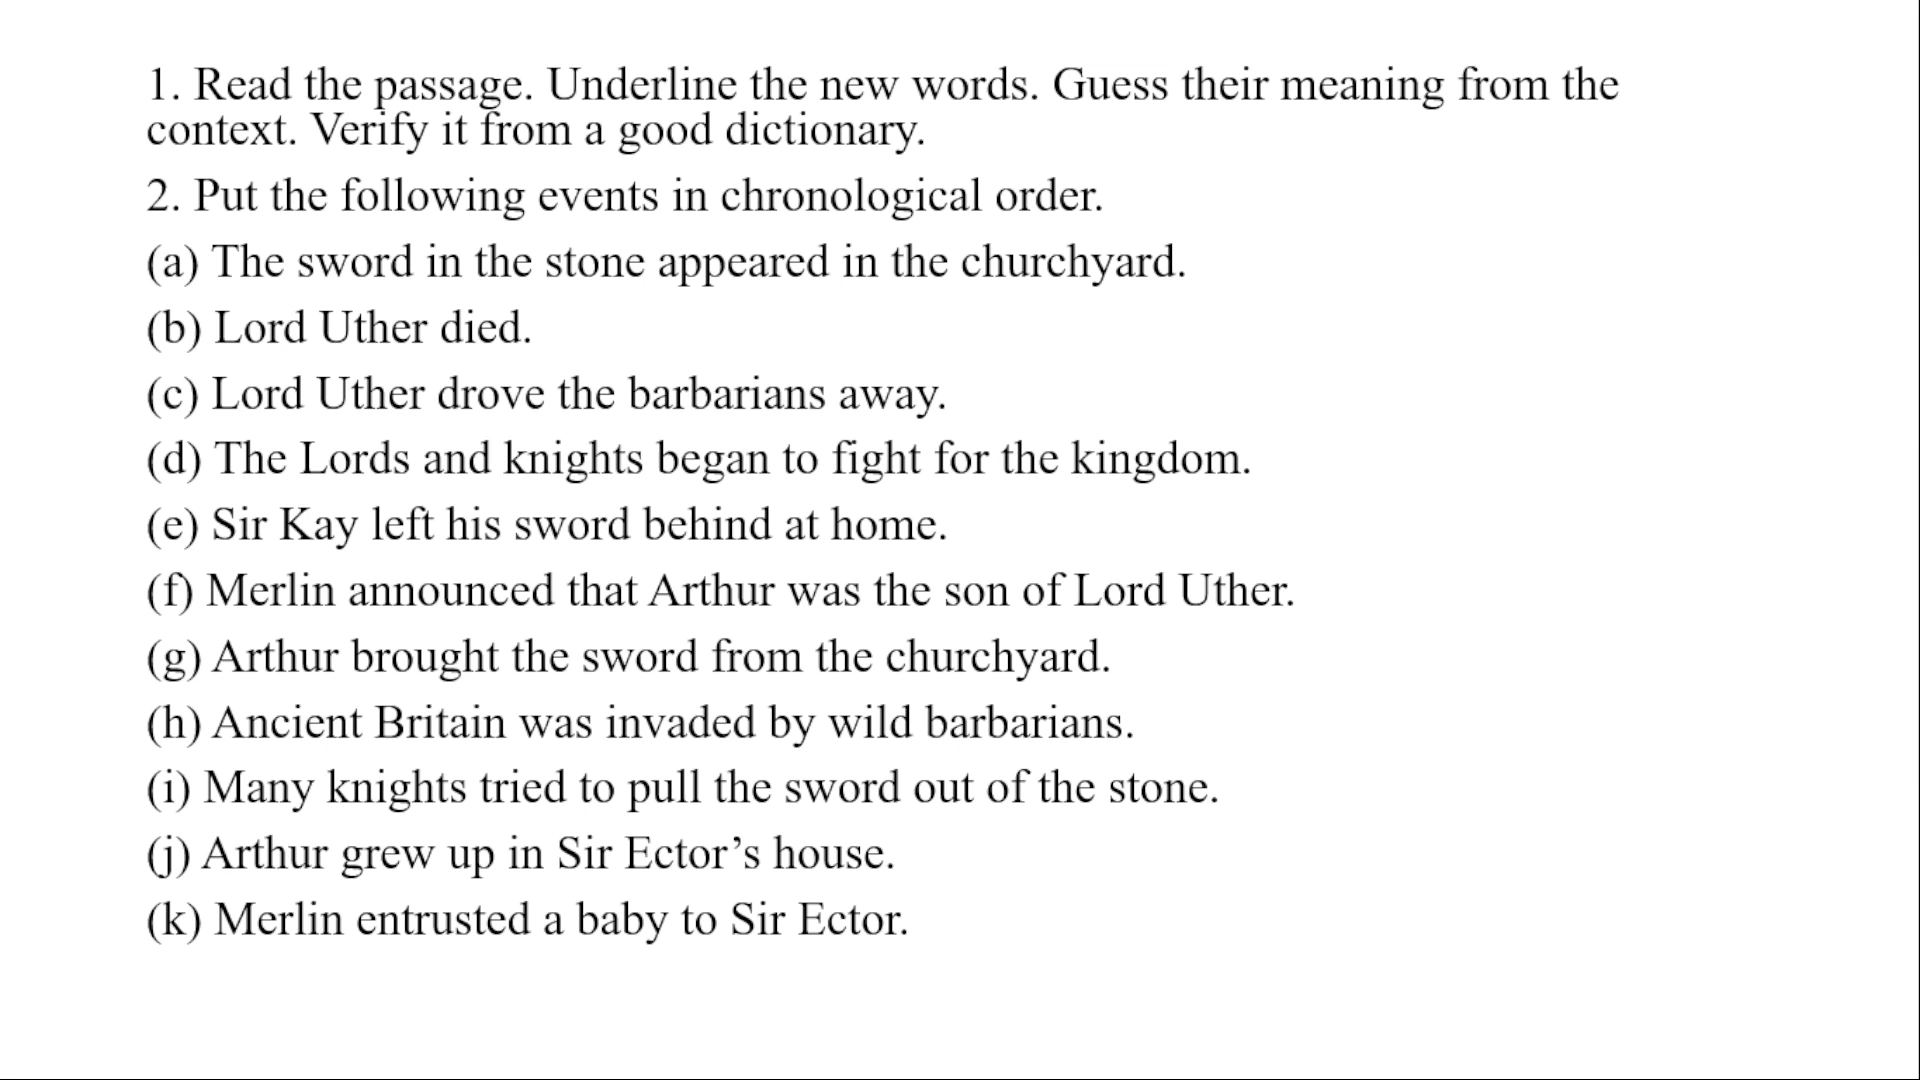 1. Read the passage. Underline the new words. Guess their meaning from the
context. Verify it from a good dictionary.
2. Put the following events in chronological order.
(a) The sword in the stone appeared in the churchyard.
(b) Lord Uther died.
(c) Lord Uther drove the barbarians away.
(d) The Lords and knights began to fight for the kingdom.
(e) Sir Kay left his sword behind at home.
(f) Merlin announced that Arthur was the son of Lord Uther.
(g) Arthur brought the sword from the churchyard.
(h) Ancient Britain was invaded by wild barbarians.
(i) Many knights tried to pull the sword out of the stone.
(j) Arthur grew up in Sir Ector’s house.
(k) Merlin entrusted a baby to Sir Ector.